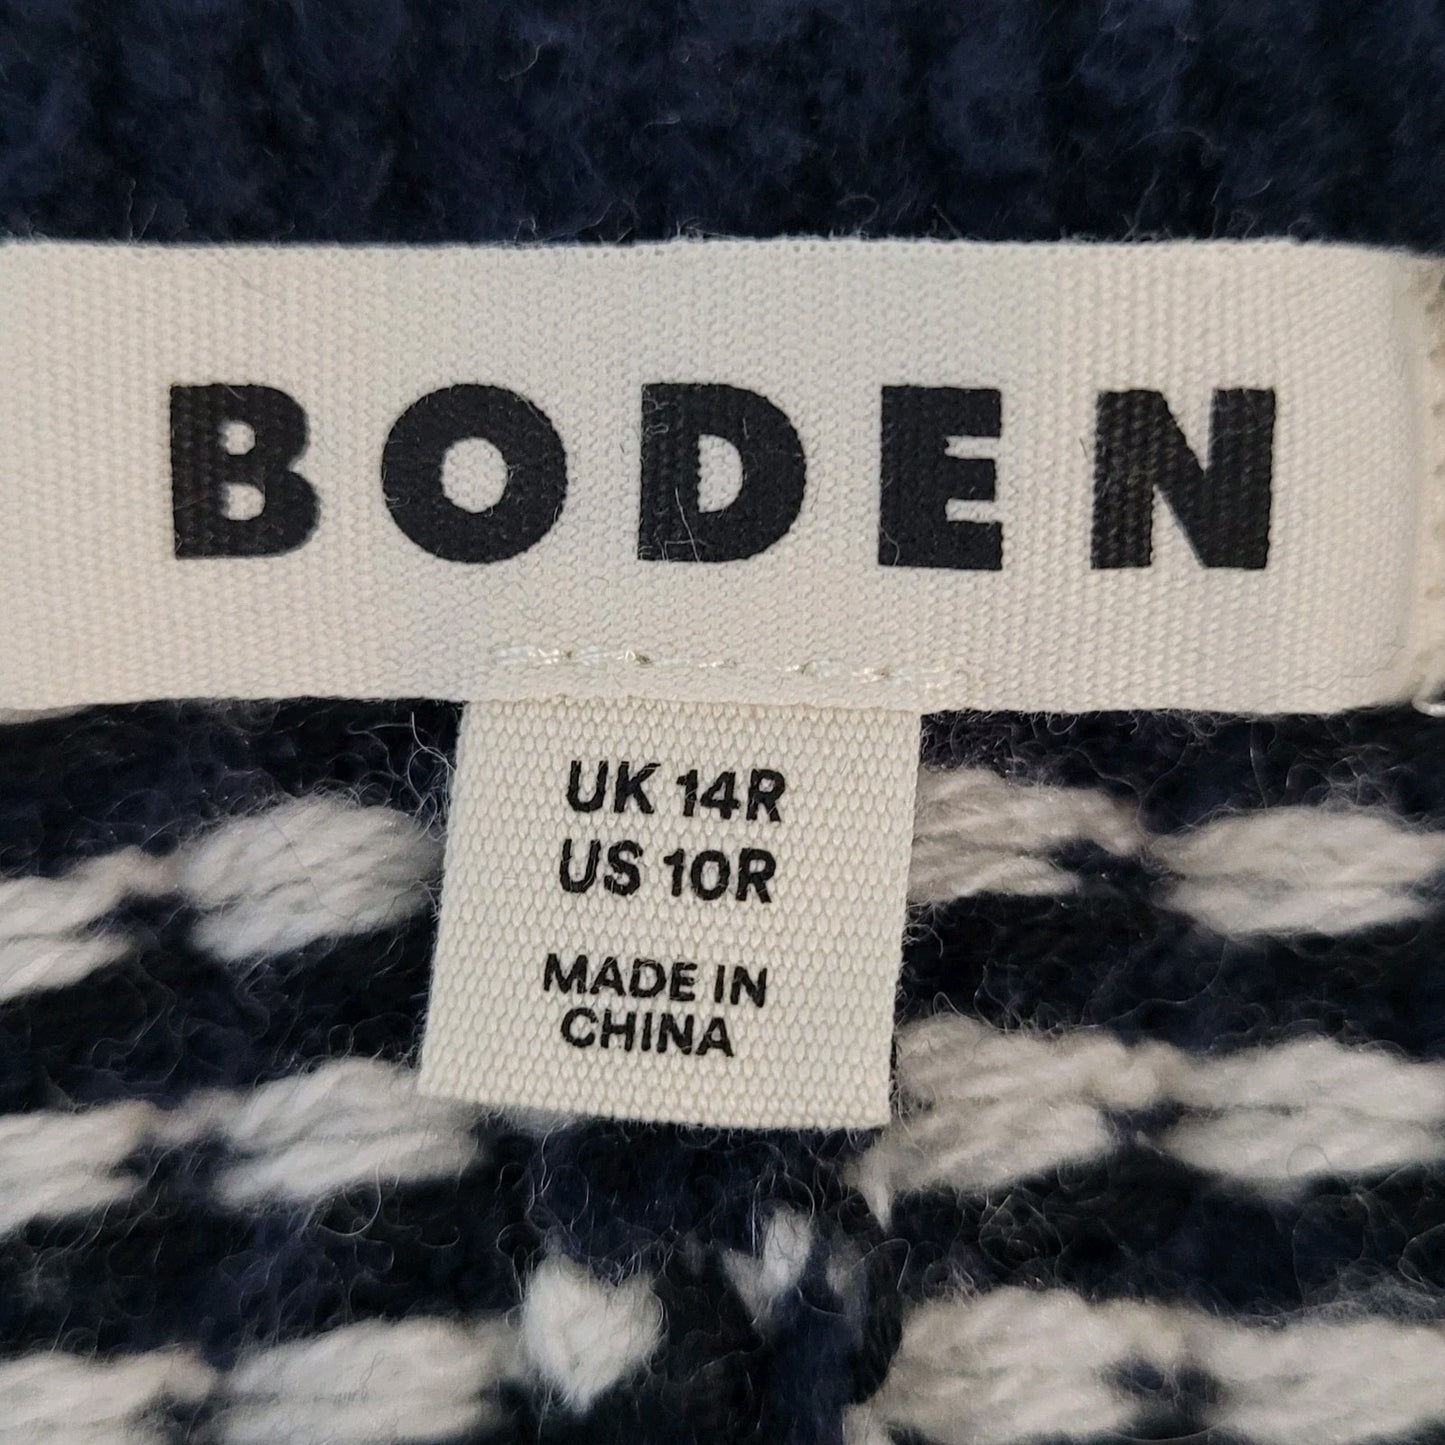 BODEN
UK 14R
US 10R
MADE IN
CHINA